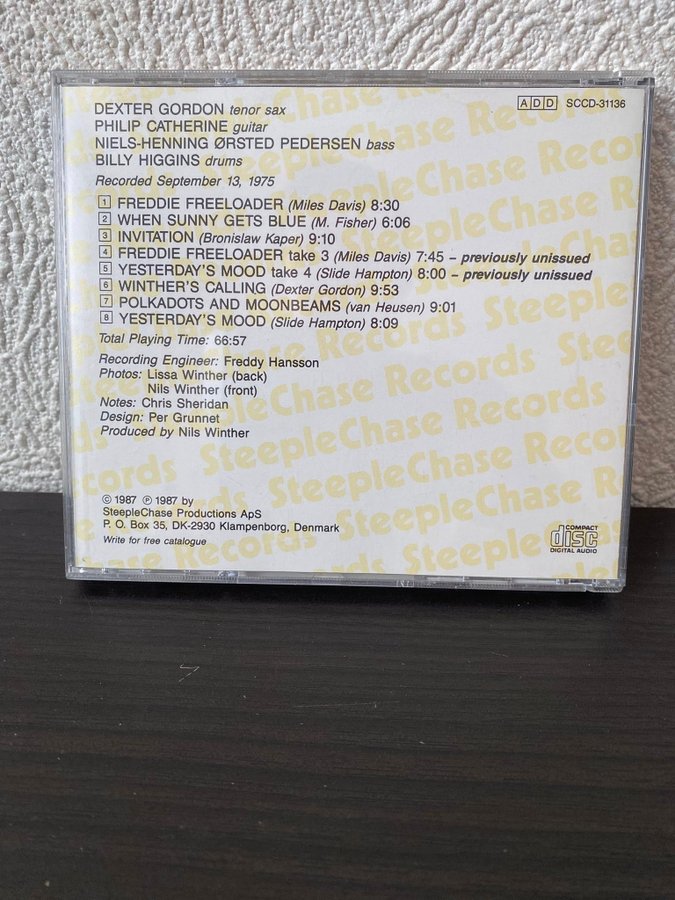 DEXTER GORDON tenor sax
PHILIP CATHERINE guitar
NIELS-HENNING ØRSTED PEDERSEN bass
BILLY HIGGINS drums
Recorded September 13, 1975
ADD SCCD-31136
1 FREDDIE FREELOADER (Miles Davis) 8:30
2 WHEN SUNNY GETS BLUE (M. Fisher) 6:06
3 INVITATION (Bronislaw Kaper) 9:10
4 FREDDIE FREELOADER take 3 (Miles Davis) 7:45 – previously unissued
5 YESTERDAY'S MOOD take 4 (Slide Hampton) 8:00 – previously unissued
6 WINTHER'S CALLING (Dexter Gordon) 9:53
7 POLKADOTS AND MOONBEAMS (van Heusen) 9:01
8 YESTERDAY'S MOOD (Slide Hampton) 8:09
Total Playing Time: 66:57
Recording Engineer: Freddy Hansson
Photos: Lissa Winther (back)
Nils Winther (front)
Notes: Chris Sheridan
Design: Per Grunnet
Produced by Nils Winther
© 1987 ℗ 1987 by
SteepleChase Productions ApS
P. O. Box 35, DK-2930 Klampenborg, Denmark
Write for free catalogue
COMPACT
disc
DIGITAL AUDIO
SteepleChase Records